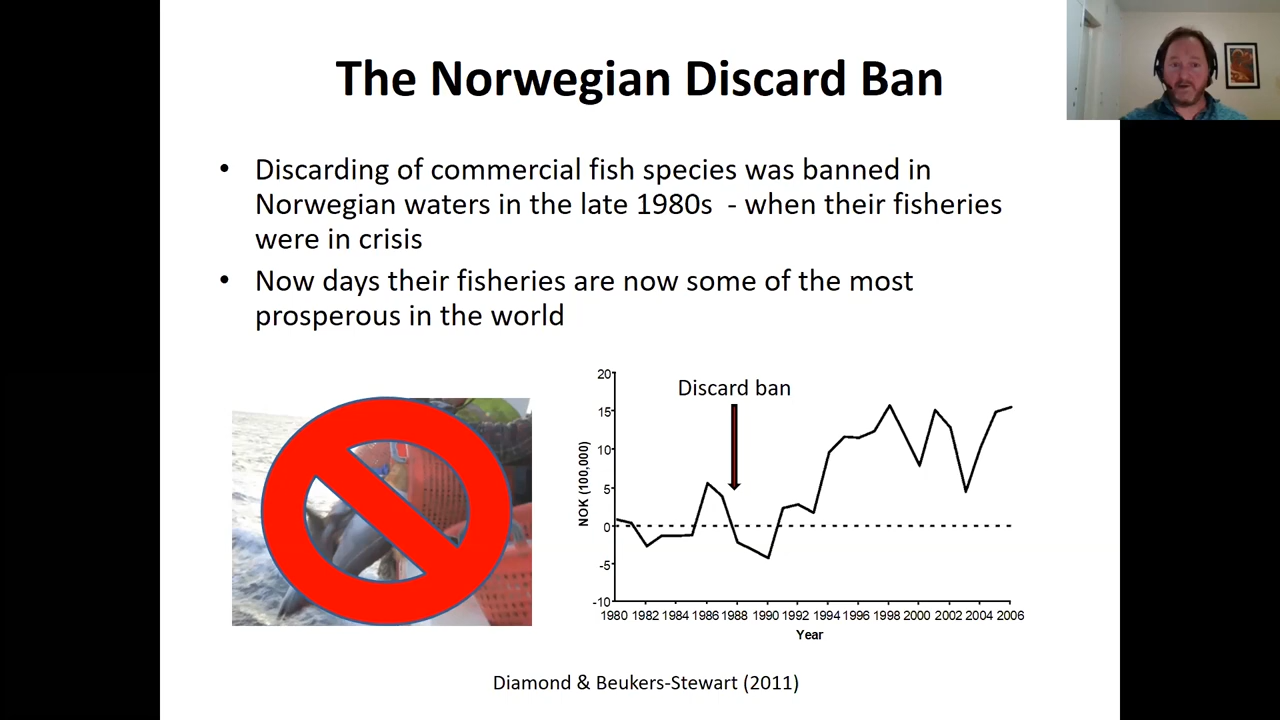 The Norwegian Discard Ban
• Discarding of commercial fish species was banned in
Norwegian waters in the late 1980s - when their fisheries
were in crisis
• Now days their fisheries are now some of the most
prosperous in the world
Discard ban
NOK (100,000)
20
15
10
5
0
-5
-10
1980 1982 1984 1986 1988 1990 1992 1994 1996 1998 2000 2002 2004 2006
Year
Diamond & Beukers-Stewart (2011)